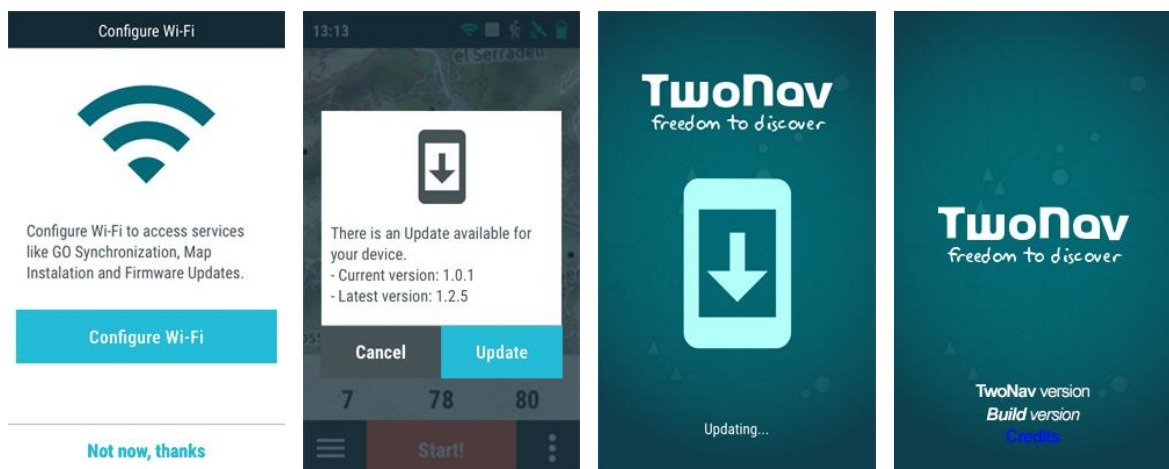 Configure Wi-Fi
Configure Wi-Fi to access services
like GO Synchronization, Map
Instalation and Firmware Updates.
Configure Wi-Fi
Not now, thanks
13:13
el Serradell
There is an Update available for
your device.
- Current version: 1.0.1
- Latest version: 1.2.5
Cancel
Update
7 78 80
Start!
TwoNav
freedom to discover
Updating...
TwoNav
freedom to discover
TwoNav version
Build version
Credits